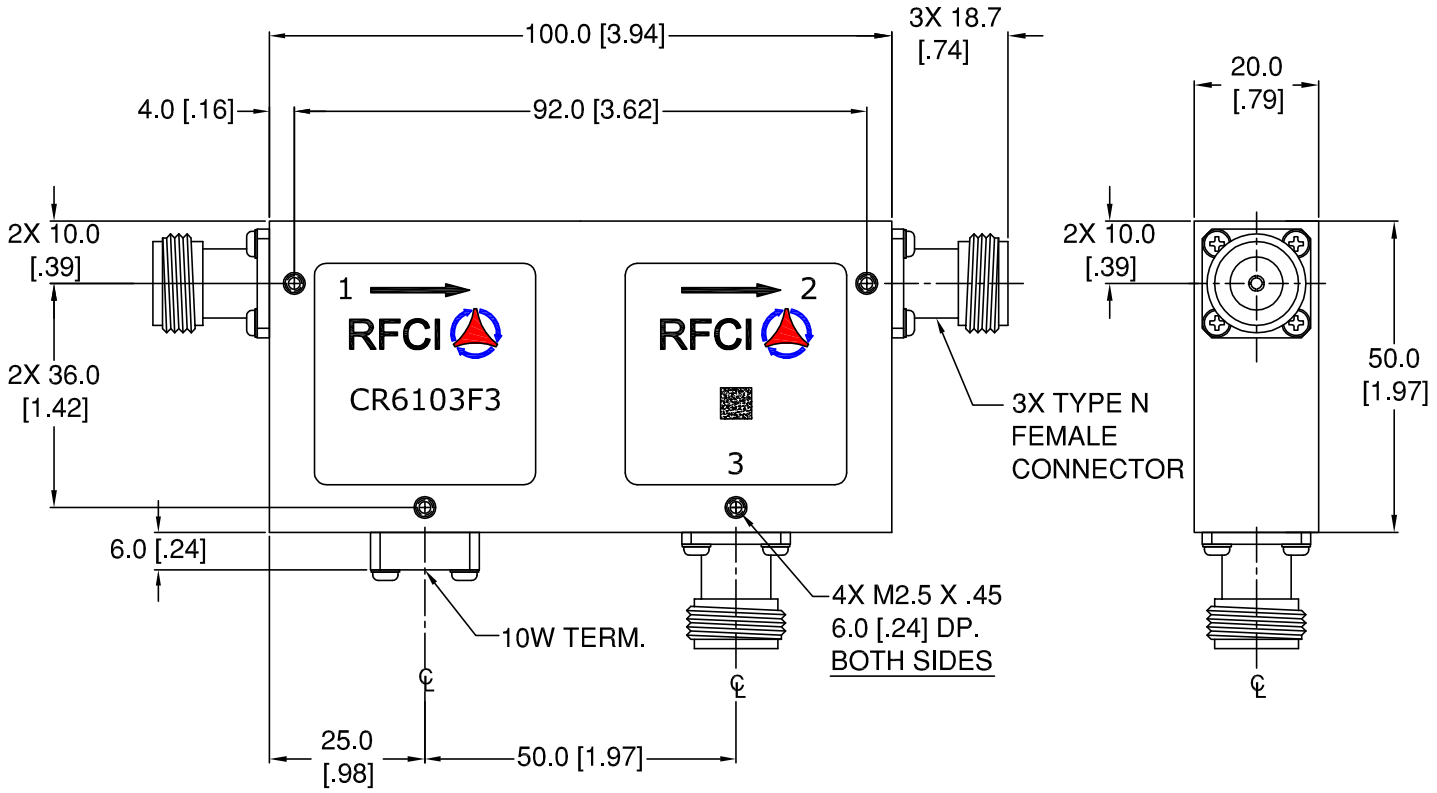 100.0 [3.94]
3X 18.7
[.74]
20.0
[.79]
4.0 [.16]
92.0 [3.62]
2X 10.0
[.39]
2X 10.0
[.39]
1
2
RFCI
RFCI
CR6103F3
2X 36.0
[1.42]
50.0
[1.97]
3X TYPE N
FEMALE
CONNECTOR
3
6.0 [.24]
4X M2.5 X .45
6.0 [.24] DP.
BOTH SIDES
10W TERM.
℄
℄
℄
25.0
[.98]
50.0 [1.97]